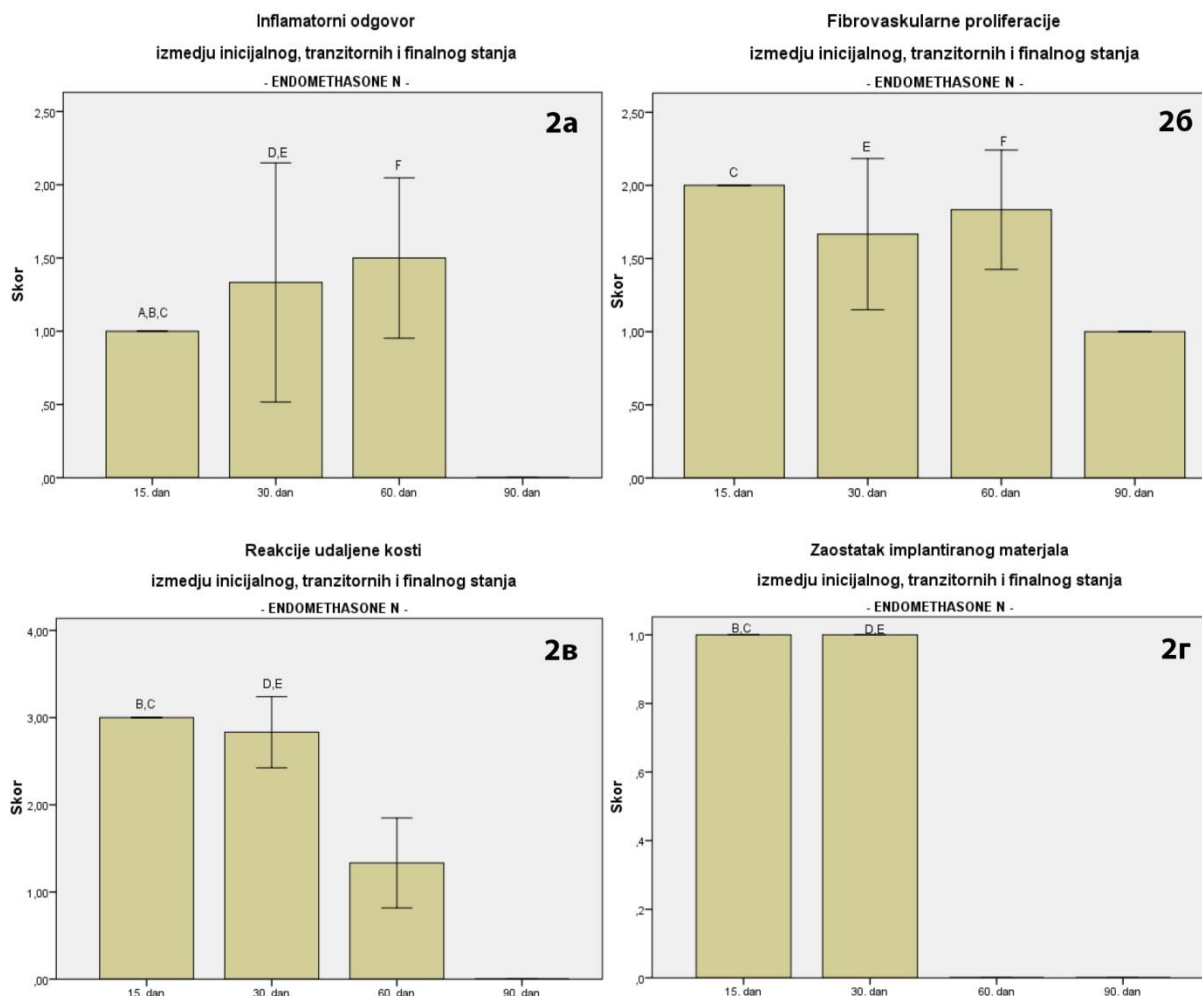 Inflamatorni odgovor
izmedju inicijalnog, tranzitornih i finalnog stanja
- ENDOMETHASONE N -
2а
2,50
2,00
1,50
1,00
,50
,00
Skor
A,B,C
D,E
F
15. dan
30. dan
60. dan
90. dan
Fibrovaskularne proliferacije
izmedju inicijalnog, tranzitornih i finalnog stanja
- ENDOMETHASONE N -
2б
2,50
2,00
1,50
1,00
,50
,00
Skor
C
E
F
15. dan
30. dan
60. dan
90. dan
Reakcije udaljene kosti
izmedju inicijalnog, tranzitornih i finalnog stanja
- ENDOMETHASONE N -
2в
4,00
3,00
2,00
1,00
,00
Skor
B,C
D,E
15. dan
30. dan
60. dan
90. dan
Zaostatak implantiranog materjala
izmedju inicijalnog, tranzitornih i finalnog stanja
- ENDOMETHASONE N -
2г
1,0
,8
,6
,4
,2
,0
Skor
B,C
D,E
15. dan
30. dan
60. dan
90. dan